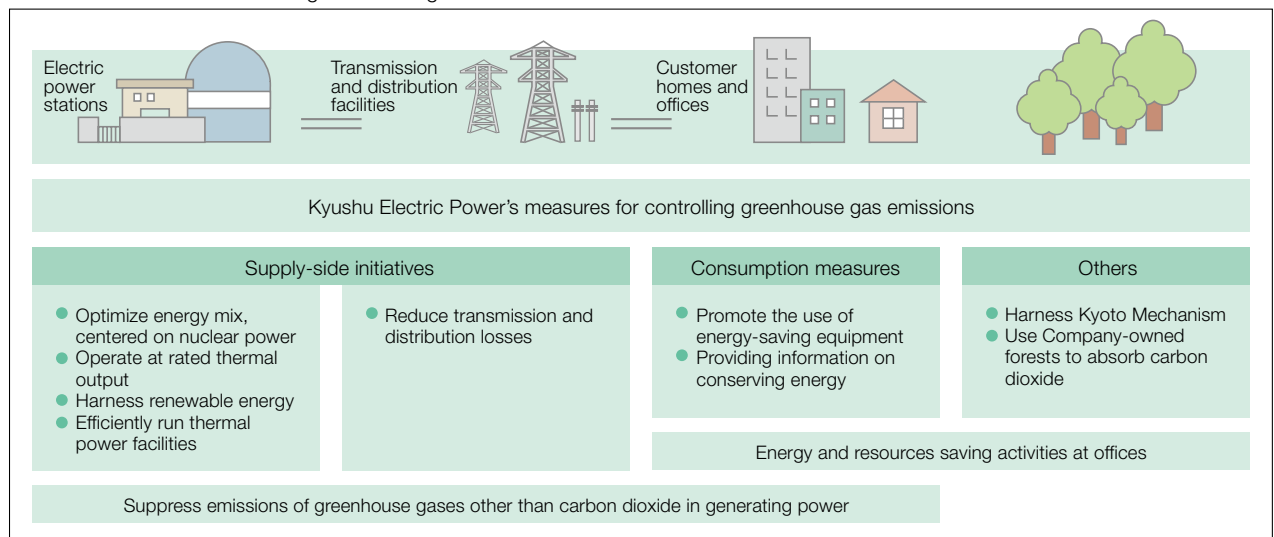 Electric
power
stations
Transmission
and distribution
facilities
Customer
homes and
offices
Kyushu Electric Power's measures for controlling greenhouse gas emissions
Supply-side initiatives
● Optimize energy mix,
centered on nuclear power
● Operate at rated thermal
output
● Harness renewable energy
● Efficiently run thermal
power facilities
● Reduce transmission and
distribution losses
Consumption measures
● Promote the use of
energy-saving equipment
● Providing information on
conserving energy
Others
● Harness Kyoto Mechanism
● Use Company-owned
forests to absorb carbon
dioxide
Energy and resources saving activities at offices
Suppress emissions of greenhouse gases other than carbon dioxide in generating power